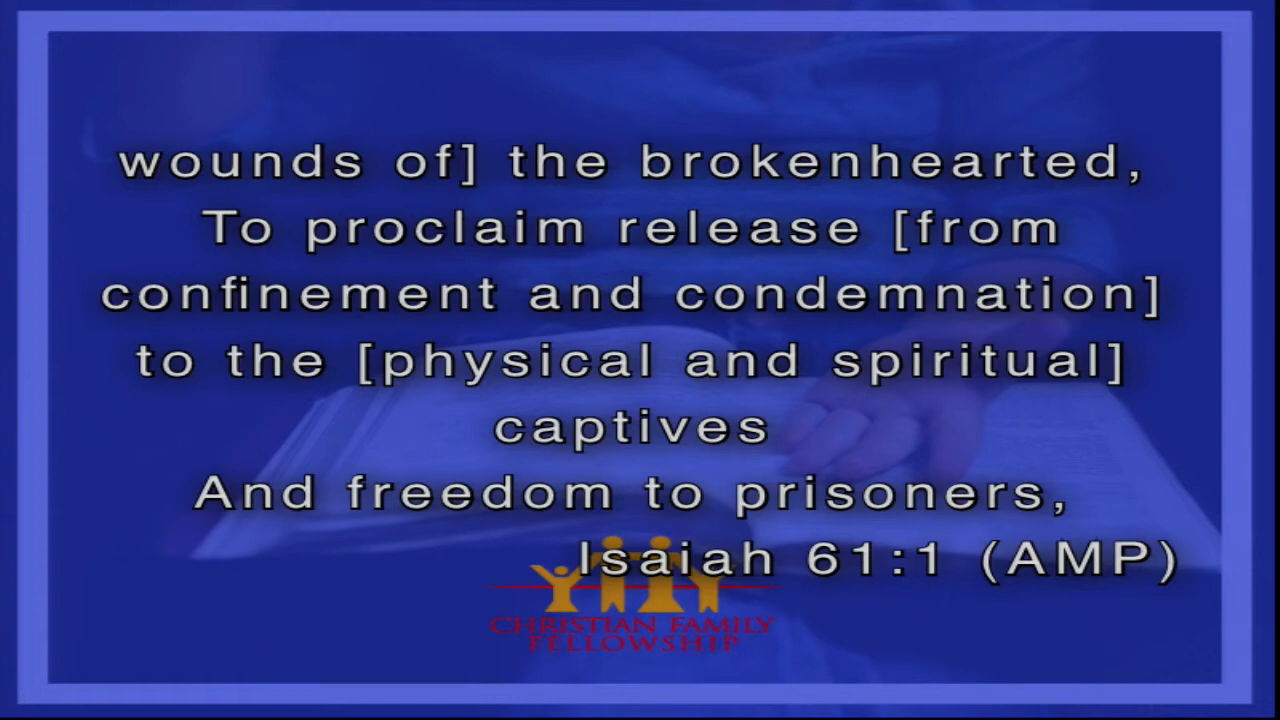 wounds of] the brokenhearted,
To proclaim release [from
confinement and condemnation]
to the [physical and spiritual]
captives
And freedom to prisoners,
Isaiah 61:1 (AMP)
CHRISTIAN FAMILY
FELLOWSHIP